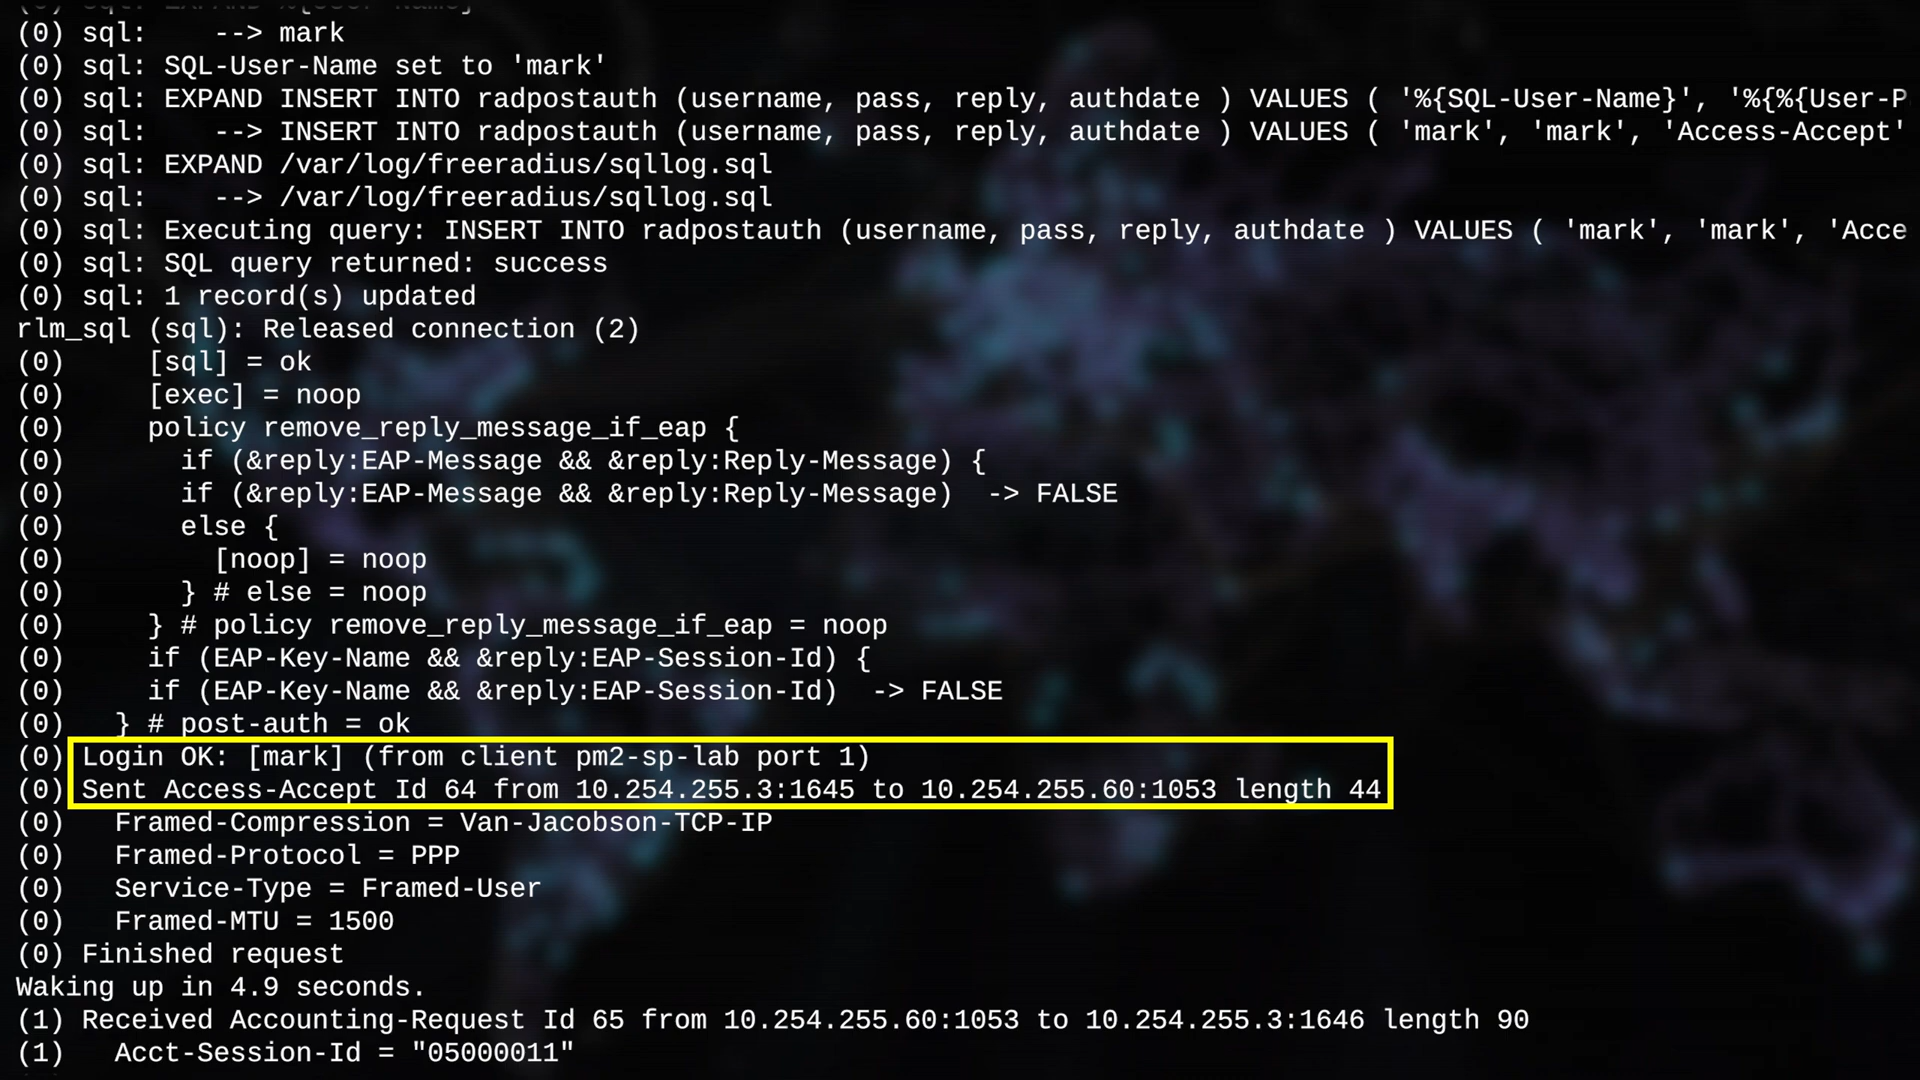 (0) sql:    --> mark
(0) sql: SQL-User-Name set to 'mark'
(0) sql: EXPAND INSERT INTO radpostauth (username, pass, reply, authdate ) VALUES ( '%{SQL-User-Name}', '%{%{User-P
(0) sql:    --> INSERT INTO radpostauth (username, pass, reply, authdate ) VALUES ( 'mark', 'mark', 'Access-Accept'
(0) sql: EXPAND /var/log/freeradius/sqllog.sql
(0) sql:    --> /var/log/freeradius/sqllog.sql
(0) sql: Executing query: INSERT INTO radpostauth (username, pass, reply, authdate ) VALUES ( 'mark', 'mark', 'Acce
(0) sql: SQL query returned: success
(0) sql: 1 record(s) updated
rlm_sql (sql): Released connection (2)
(0)     [sql] = ok
(0)     [exec] = noop
(0)     policy remove_reply_message_if_eap {
(0)       if (&reply:EAP-Message && &reply:Reply-Message) {
(0)       if (&reply:EAP-Message && &reply:Reply-Message)  -> FALSE
(0)       else {
(0)         [noop] = noop
(0)       } # else = noop
(0)     } # policy remove_reply_message_if_eap = noop
(0)     if (EAP-Key-Name && &reply:EAP-Session-Id) {
(0)     if (EAP-Key-Name && &reply:EAP-Session-Id)  -> FALSE
(0)   } # post-auth = ok
(0) Login OK: [mark] (from client pm2-sp-lab port 1)
(0) Sent Access-Accept Id 64 from 10.254.255.3:1645 to 10.254.255.60:1053 length 44
(0)   Framed-Compression = Van-Jacobson-TCP-IP
(0)   Framed-Protocol = PPP
(0)   Service-Type = Framed-User
(0)   Framed-MTU = 1500
(0) Finished request
Waking up in 4.9 seconds.
(1) Received Accounting-Request Id 65 from 10.254.255.60:1053 to 10.254.255.3:1646 length 90
(1)   Acct-Session-Id = "05000011"